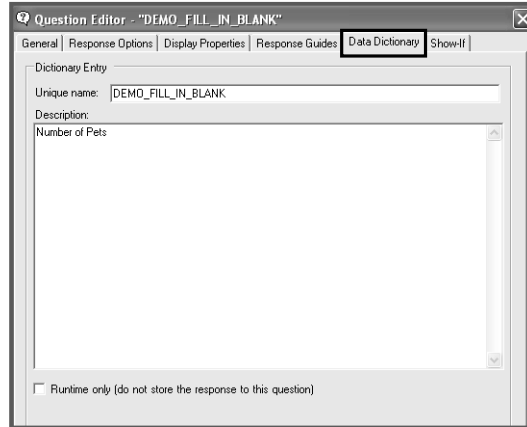 Question Editor - "DEMO_FILL_IN_BLANK"
General Response Options Display Properties Response Guides Data Dictionary Show-If
Dictionary Entry
Unique name: DEMO_FILL_IN_BLANK
Description:
Number of Pets
Runtime only (do not store the response to this question)